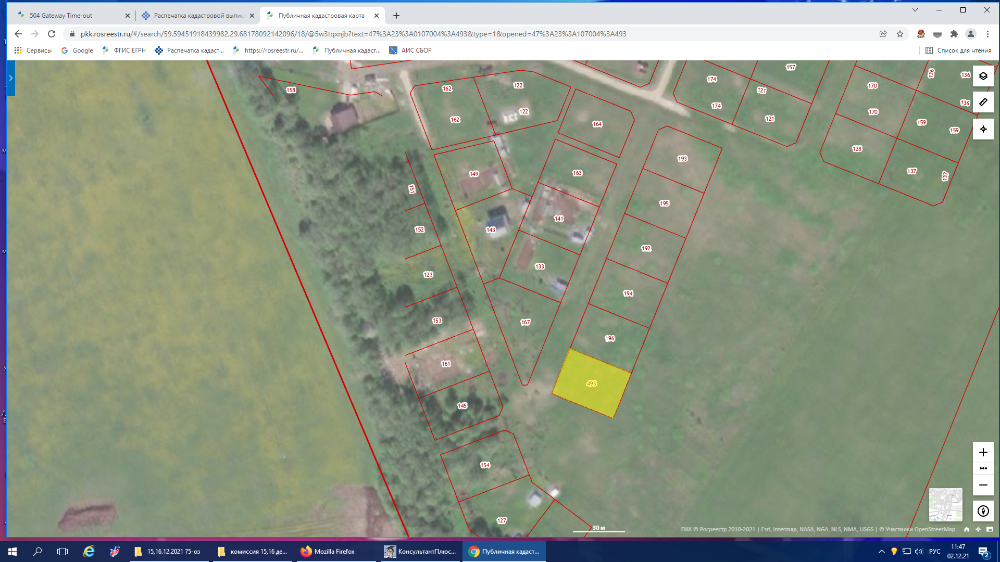 504 Gateway Time-out
Распечатка кадастровой выпис
Публичная кадастровая карта
pkk.rosreestr.ru/#/search/59.59451918439982,29.68178092142096/18/@5w3tqxnjb?text=47%3A23%3A0107004%3A493&type=1&opened=47%3A23%3A107004%3A493
Сервисы
Google
ФГИС ЕГРН
Распечатка кадаст...
https://rosreestr.ru/...
Публичная кадаст...
АИС СБОР
Список для чтения
157
136
136
174
162
122
170
121
158
136
174
122
170
162
121
159
164
159
128
193
163
149
137
137
151
195
141
152
143
192
133
123
194
153
167
196
161
493
145
154
127
30 м
ПКК © Росреестр 2010-2021 | Esri, Intermap, NASA, NGA, NLS, NMA, USGS | © Участники OpenStreetMap
15,16.12.2021 75-оз
комиссия 15,16 де...
Mozilla Firefox
КонсультантПлюс...
Публичная кадаст...
РУС
11:47
02.12.21
2